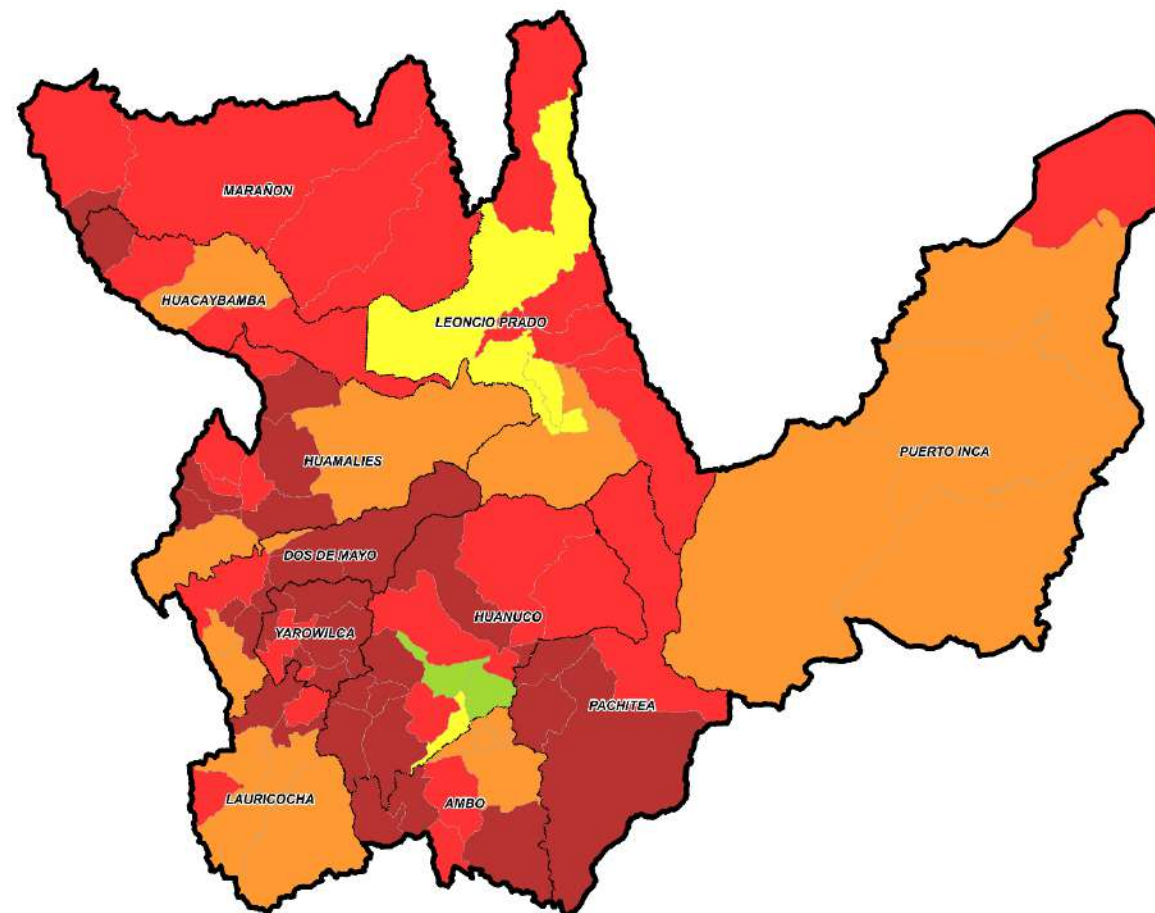 MARAÑON
HUACAYBAMBA
LEONCIO PRADO
PUERTO INCA
HUAMALIES
DOS DE MAYO
HUANUCO
YAROWILCA
PACHITEA
LAURICOCHA
AMBO